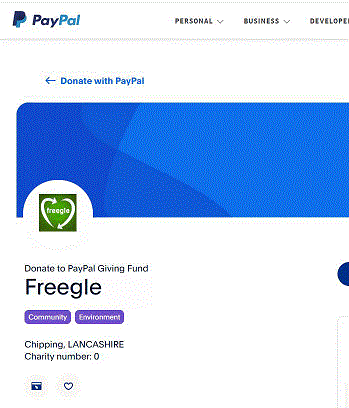 PayPal PERSONAL BUSINESS DEVELOPE
← Donate with PayPal
freegle
Donate to PayPal Giving Fund
Freegle
Community Environment
Chipping, LANCASHIRE
Charity number: 0